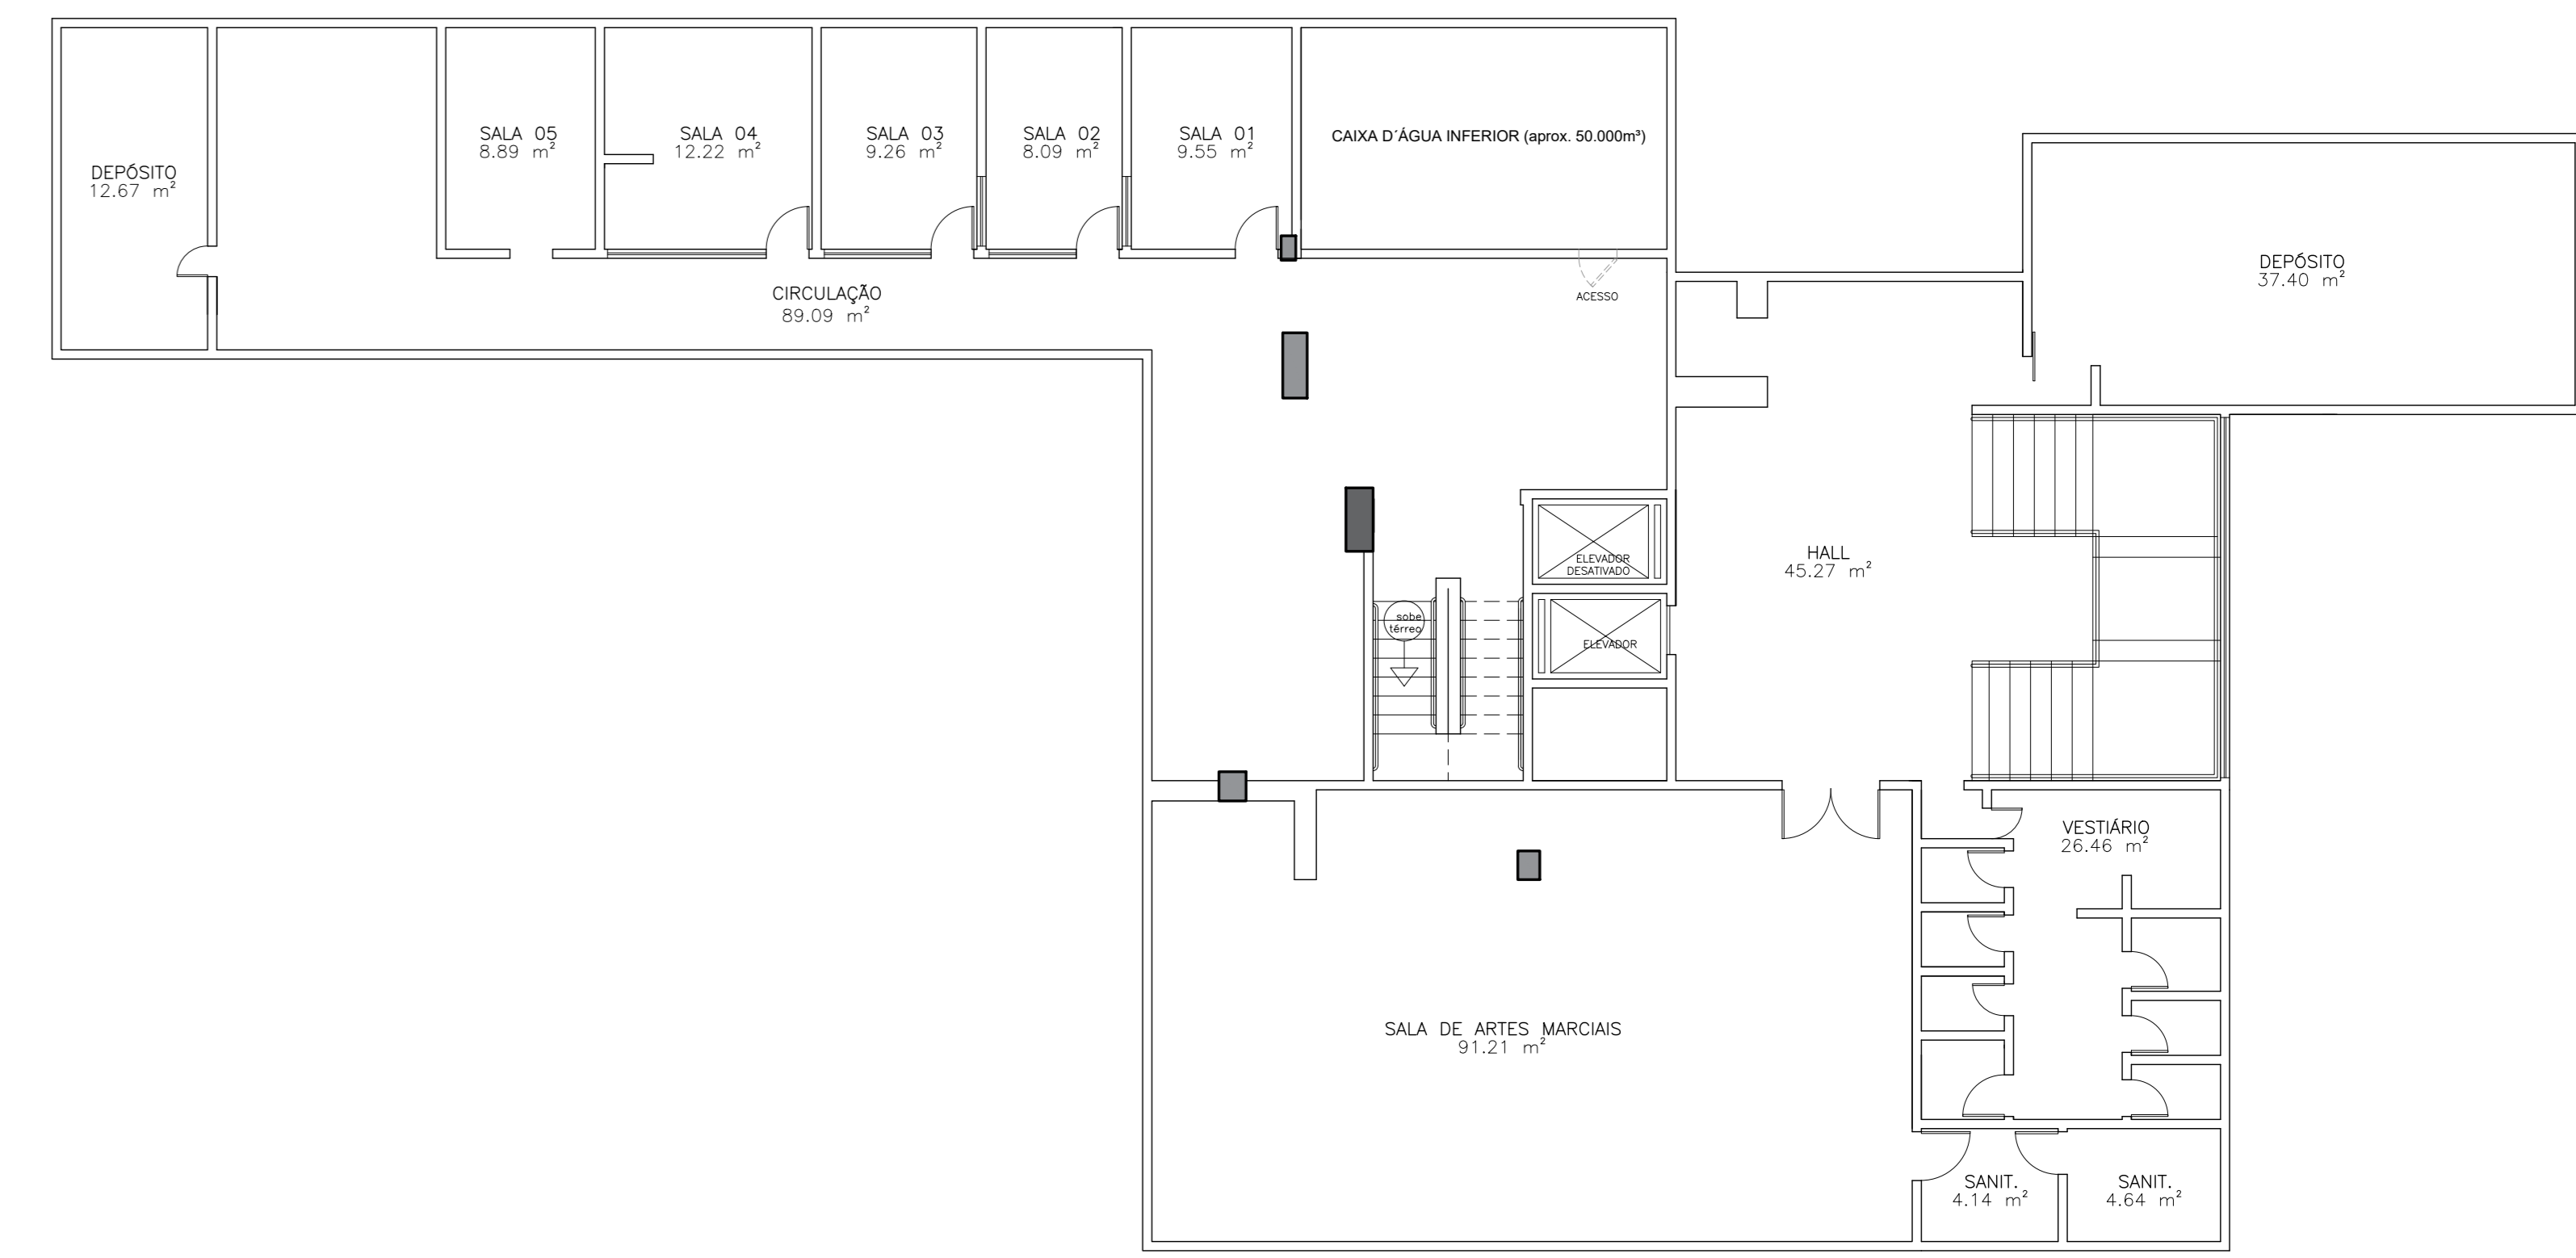 SALA 05
8.89 m²
SALA 04
12.22 m²
SALA 03
9.26 m²
SALA 02
8.09 m²
SALA 01
9.55 m²
CAIXA D´ÁGUA INFERIOR (aprox. 50.000m³)
DEPÓSITO
12.67 m²
DEPÓSITO
37.40 m²
CIRCULAÇÃO
89.09 m²
ACESSO
HALL
45.27 m²
ELEVADOR
DESATIVADO
sobe
térreo
ELEVADOR
VESTIÁRIO
26.46 m²
SALA DE ARTES MARCIAIS
91.21 m²
SANIT.
4.14 m²
SANIT.
4.64 m²